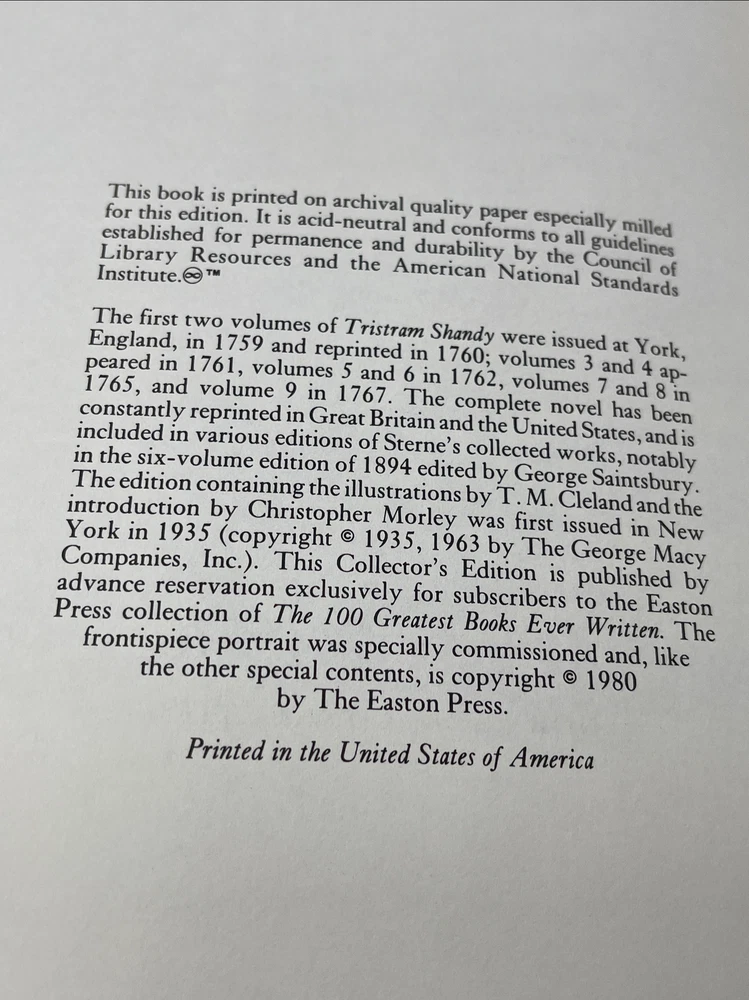 This book is printed on archival quality paper especially milled
for this edition. It is acid-neutral and conforms to all guidelines
established for permanence and durability by the Council of
Library Resources and the American National Standards
Institute.♾™
The first two volumes of Tristram Shandy were issued at York,
England, in 1759 and reprinted in 1760; volumes 3 and 4 ap-
peared in 1761, volumes 5 and 6 in 1762, volumes 7 and 8 in
1765, and volume 9 in 1767. The complete novel has been
constantly reprinted in Great Britain and the United States, and is
included in various editions of Sterne's collected works, notably
in the six-volume edition of 1894 edited by George Saintsbury.
The edition containing the illustrations by T. M. Cleland and the
introduction by Christopher Morley was first issued in New
York in 1935 (copyright © 1935, 1963 by The George Macy
Companies, Inc.). This Collector's Edition is published by
advance reservation exclusively for subscribers to the Easton
Press collection of The 100 Greatest Books Ever Written. The
frontispiece portrait was specially commissioned and, like
the other special contents, is copyright © 1980
by The Easton Press.
Printed in the United States of America